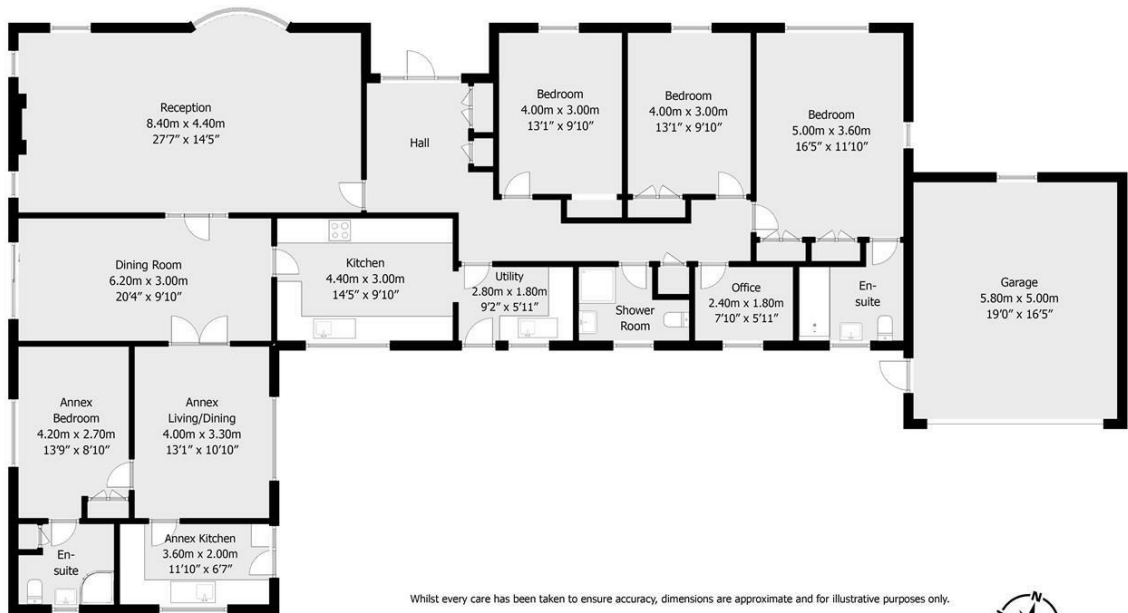 Reception
8.40m x 4.40m
27'7" x 14'5"
Hall
Bedroom
4.00m x 3.00m
13'1" x 9'10"
Bedroom
4.00m x 3.00m
13'1" x 9'10"
Bedroom
5.00m x 3.60m
16'5" x 11'10"
Dining Room
6.20m x 3.00m
20'4" x 9'10"
Kitchen
4.40m x 3.00m
14'5" x 9'10"
Utility
2.80m x 1.80m
9'2" x 5'11"
Shower
Room
Office
2.40m x 1.80m
7'10" x 5'11"
En-
suite
Garage
5.80m x 5.00m
19'0" x 16'5"
Annex
Bedroom
4.20m x 2.70m
13'9" x 8'10"
Annex
Living/Dining
4.00m x 3.30m
13'1" x 10'10"
En-
suite
Annex Kitchen
3.60m x 2.00m
11'10" x 6'7"
Whilst every care has been taken to ensure accuracy, dimensions are approximate and for illustrative purposes only.
N